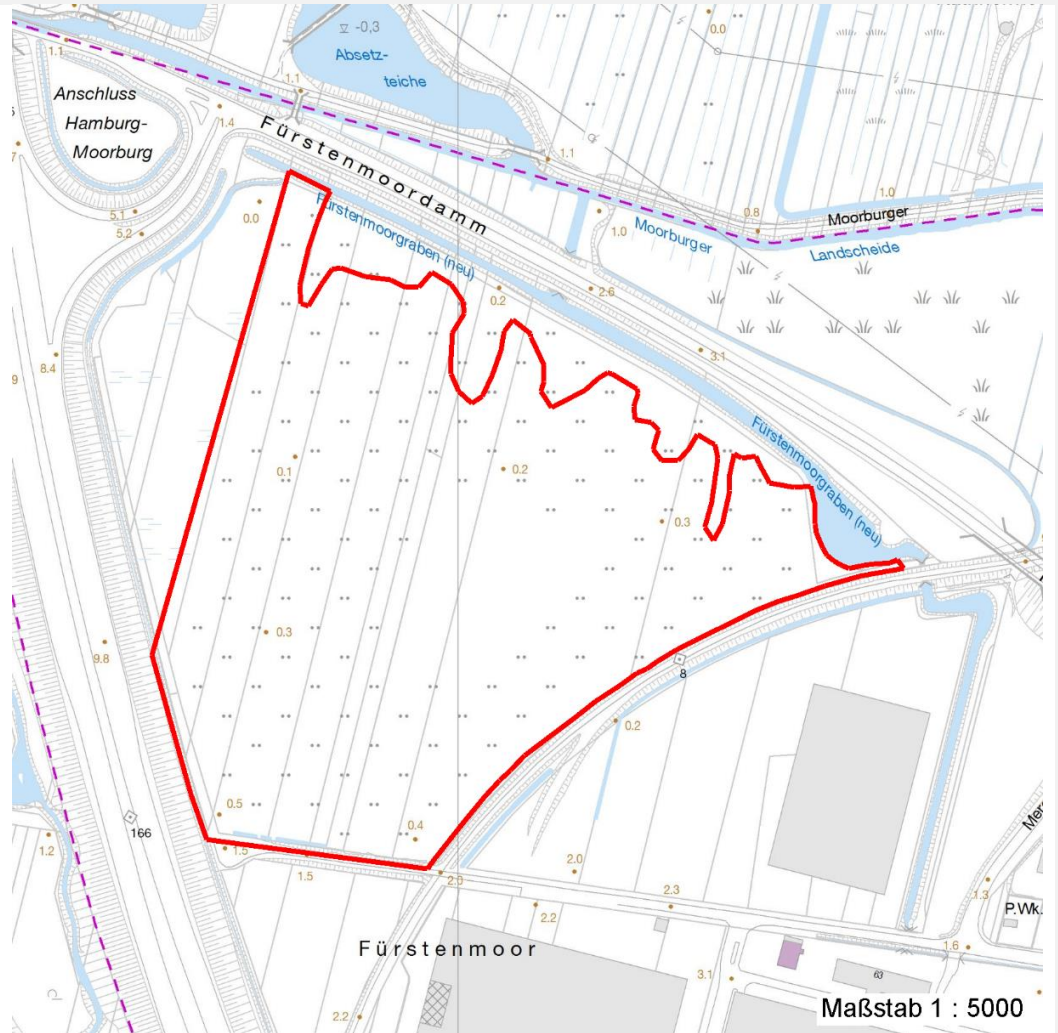 -0,3
0.0
1.1
Absetz-
teiche
Anschluss
Hamburg-
Moorburg
1.1
1.4
Fürstenmoordamm
1.1
5.1
5.2
0.0
Fürstenmoorgraben (neu)
1.0
Moorburger
0.8
1.0
Moorburger
Landscheide
0.2
2.6
8.4
3.1
9
0.1
0.2
Fürstenmoorgraben (neu)
0.3
0.3
9.8
8
0.2
0.5
0.4
166
1.2
1.5
1.5
2.0
2.0
2.3
2.2
1.3
P.Wk.
Fürstenmoor
1.6
63
3.1
2.2
Maßstab 1 : 5000